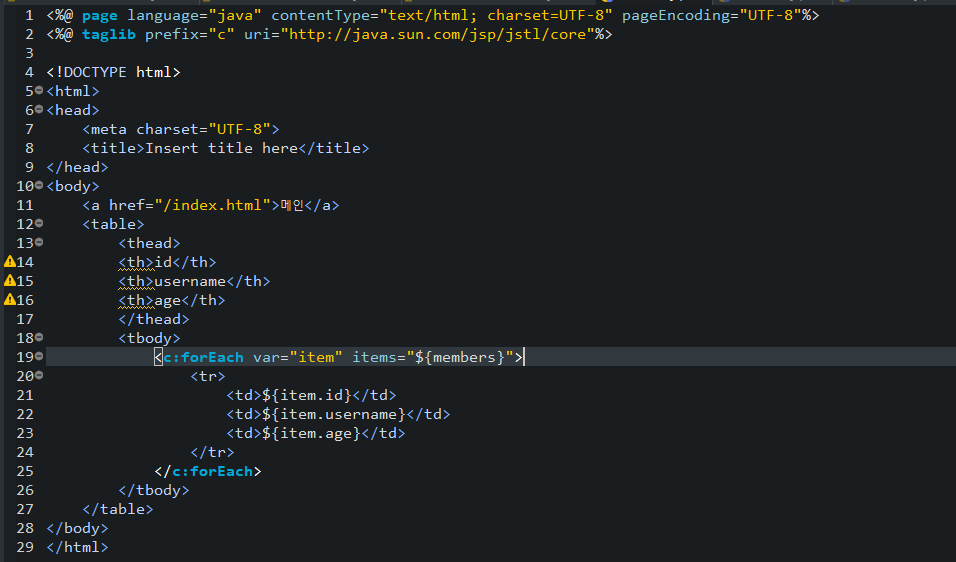 1 <%@ page language="java" contentType="text/html; charset=UTF-8" pageEncoding="UTF-8"%>
2 <%@ taglib prefix="c" uri="http://java.sun.com/jsp/jstl/core"%>
3
4 <!DOCTYPE html>
5 <html>
6 <head>
7     <meta charset="UTF-8">
8     <title>Insert title here</title>
9 </head>
10 <body>
11     <a href="/index.html">메인</a>
12     <table>
13         <thead>
14         <th>id</th>
15         <th>username</th>
16         <th>age</th>
17         </thead>
18         <tbody>
19             <c:forEach var="item" items="${members}">
20                 <tr>
21                     <td>${item.id}</td>
22                     <td>${item.username}</td>
23                     <td>${item.age}</td>
24                 </tr>
25             </c:forEach>
26         </tbody>
27     </table>
28 </body>
29 </html>